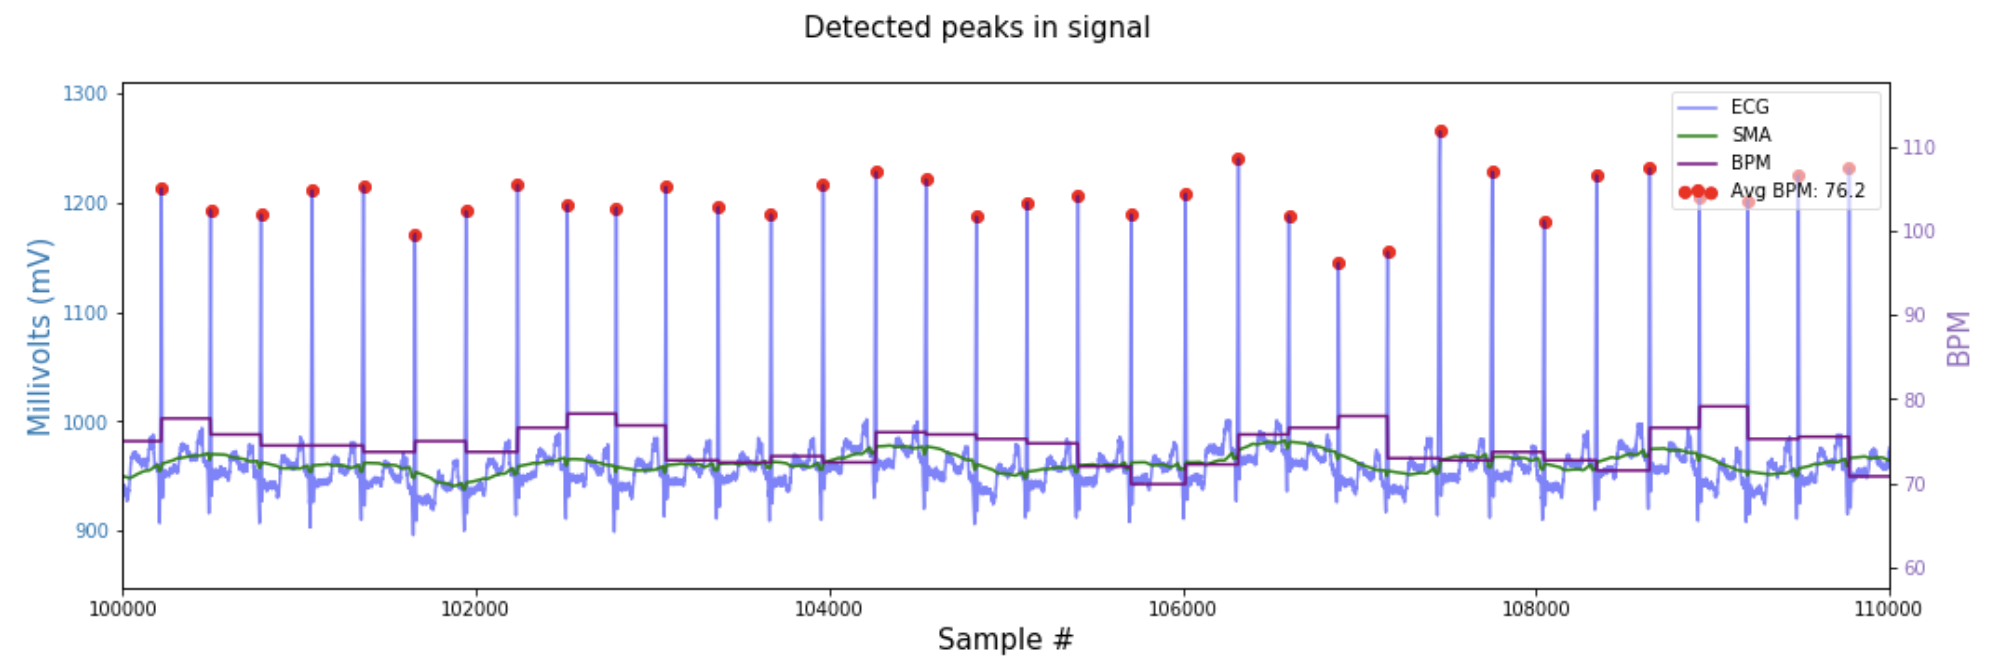 Detected peaks in signal
1300
1200
1100
1000
900
Millivolts (mV)
ECG
SMA
BPM
Avg BPM: 76.2
110
100
90
80
70
60
BPM
100000 102000 104000 106000 108000 110000
Sample #